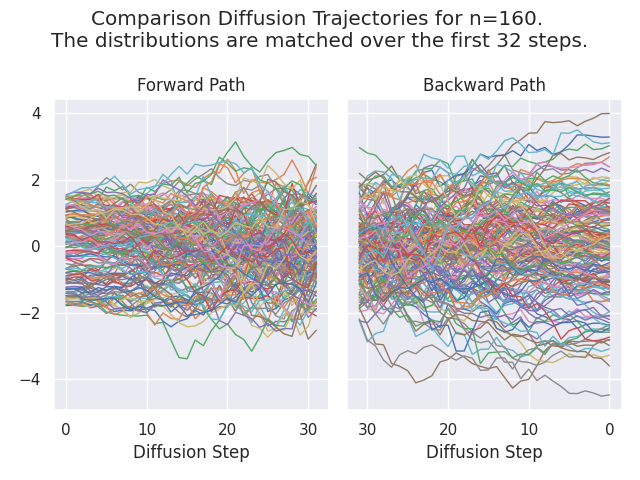 Comparison Diffusion Trajectories for n=160.
The distributions are matched over the first 32 steps.
Forward Path
Backward Path
4
2
0
−2
−4
0
10
20
30
30
20
10
0
Diffusion Step
Diffusion Step